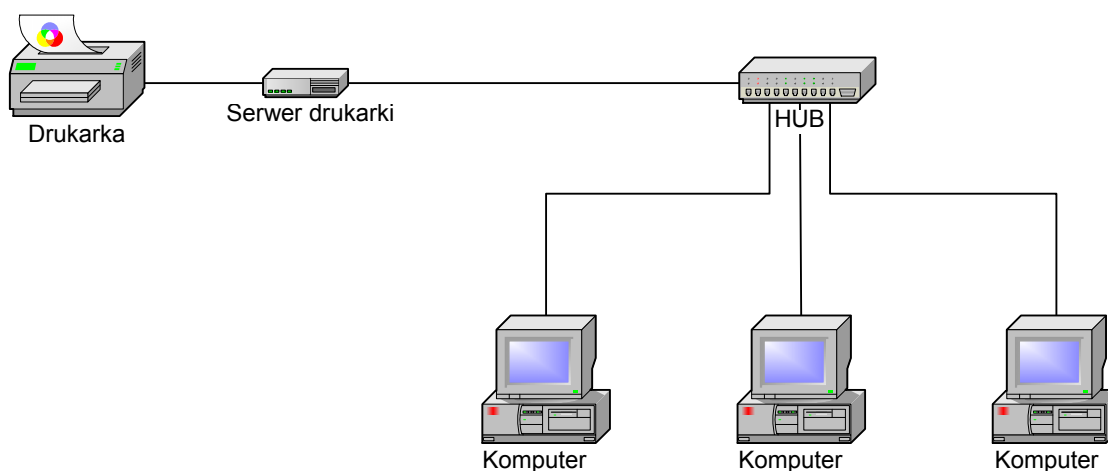 Drukarka
Serwer drukarki
HUB
Komputer
Komputer
Komputer